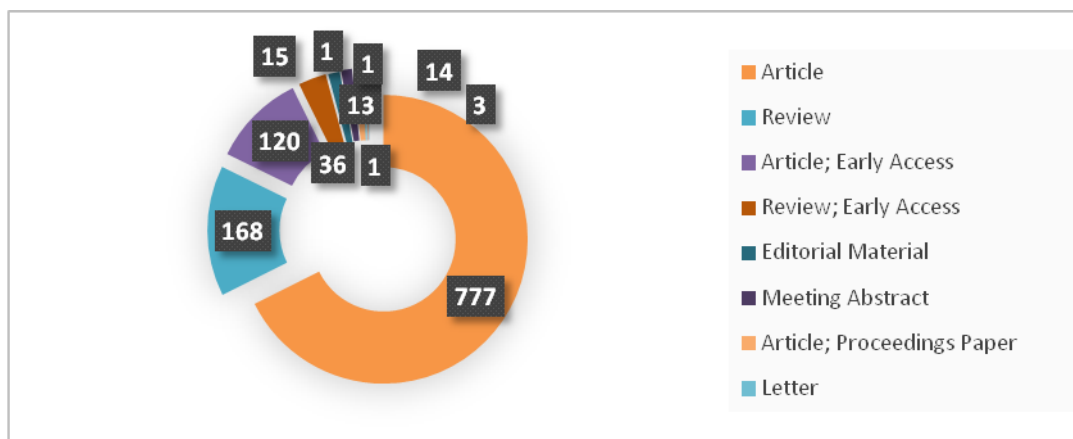 15
1
1
14
13
3
120
36
1
168
777
Article
Review
Article; Early Access
Review; Early Access
Editorial Material
Meeting Abstract
Article; Proceedings Paper
Letter